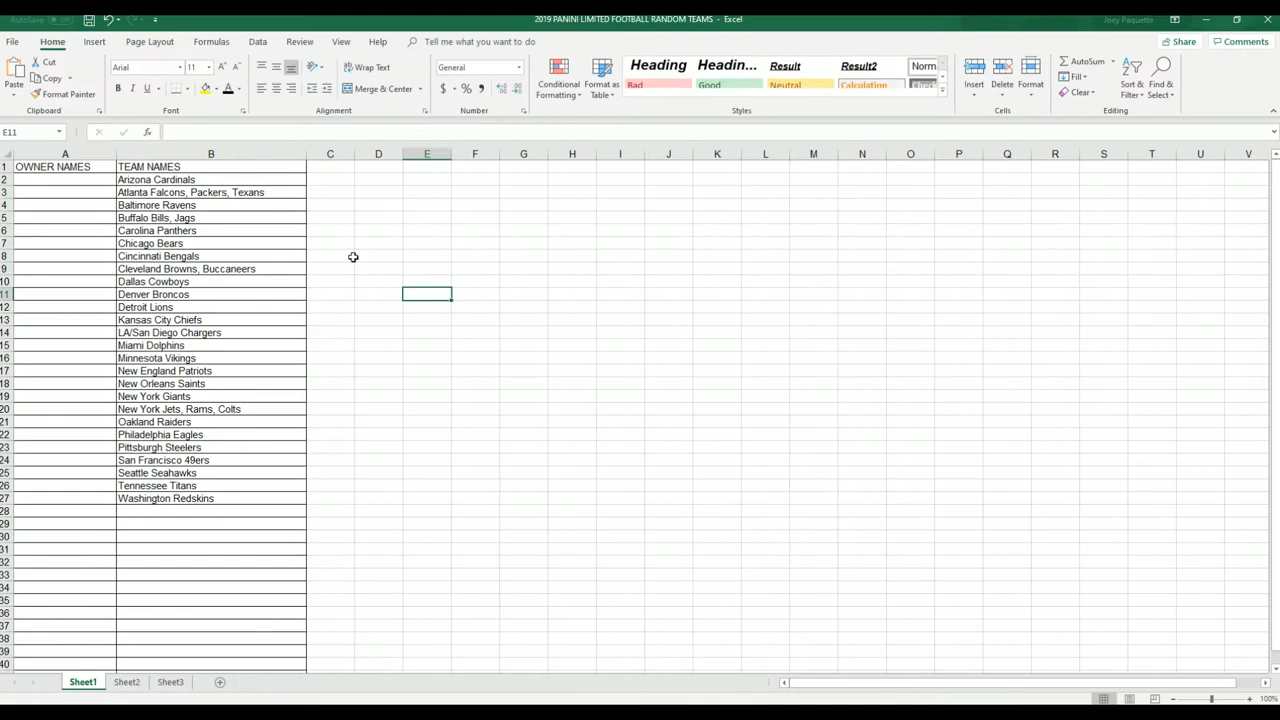 AutoSave Off 2019 PANINI LIMITED FOOTBALL RANDOM TEAMS - Excel Joey Paquette
File Home Insert Page Layout Formulas Data Review View Help Tell me what you want to do Share Comments
Paste Cut Copy Format Painter Clipboard
Arial 11 A A B I U A Font
Wrap Text Merge & Center Alignment
General $ % Number
Conditional Formatting Format as Table
Heading Headin... Result Result2 Norm
Bad Good Neutral Calculation Styles
Insert Delete Format Cells
AutoSum Fill Clear Sort & Filter Find & Select Editing
E11 fx
A B C D E F G H I J K L M N O P Q R S T U V
1 OWNER NAMES TEAM NAMES
2 Arizona Cardinals
3 Atlanta Falcons, Packers, Texans
4 Baltimore Ravens
5 Buffalo Bills, Jags
6 Carolina Panthers
7 Chicago Bears
8 Cincinnati Bengals
9 Cleveland Browns, Buccaneers
10 Dallas Cowboys
11 Denver Broncos
12 Detroit Lions
13 Kansas City Chiefs
14 LA/San Diego Chargers
15 Miami Dolphins
16 Minnesota Vikings
17 New England Patriots
18 New Orleans Saints
19 New York Giants
20 New York Jets, Rams, Colts
21 Oakland Raiders
22 Philadelphia Eagles
23 Pittsburgh Steelers
24 San Francisco 49ers
25 Seattle Seahawks
26 Tennessee Titans
27 Washington Redskins
28
29
30
31
32
33
34
35
36
37
38
39
40
Sheet1 Sheet2 Sheet3
100%